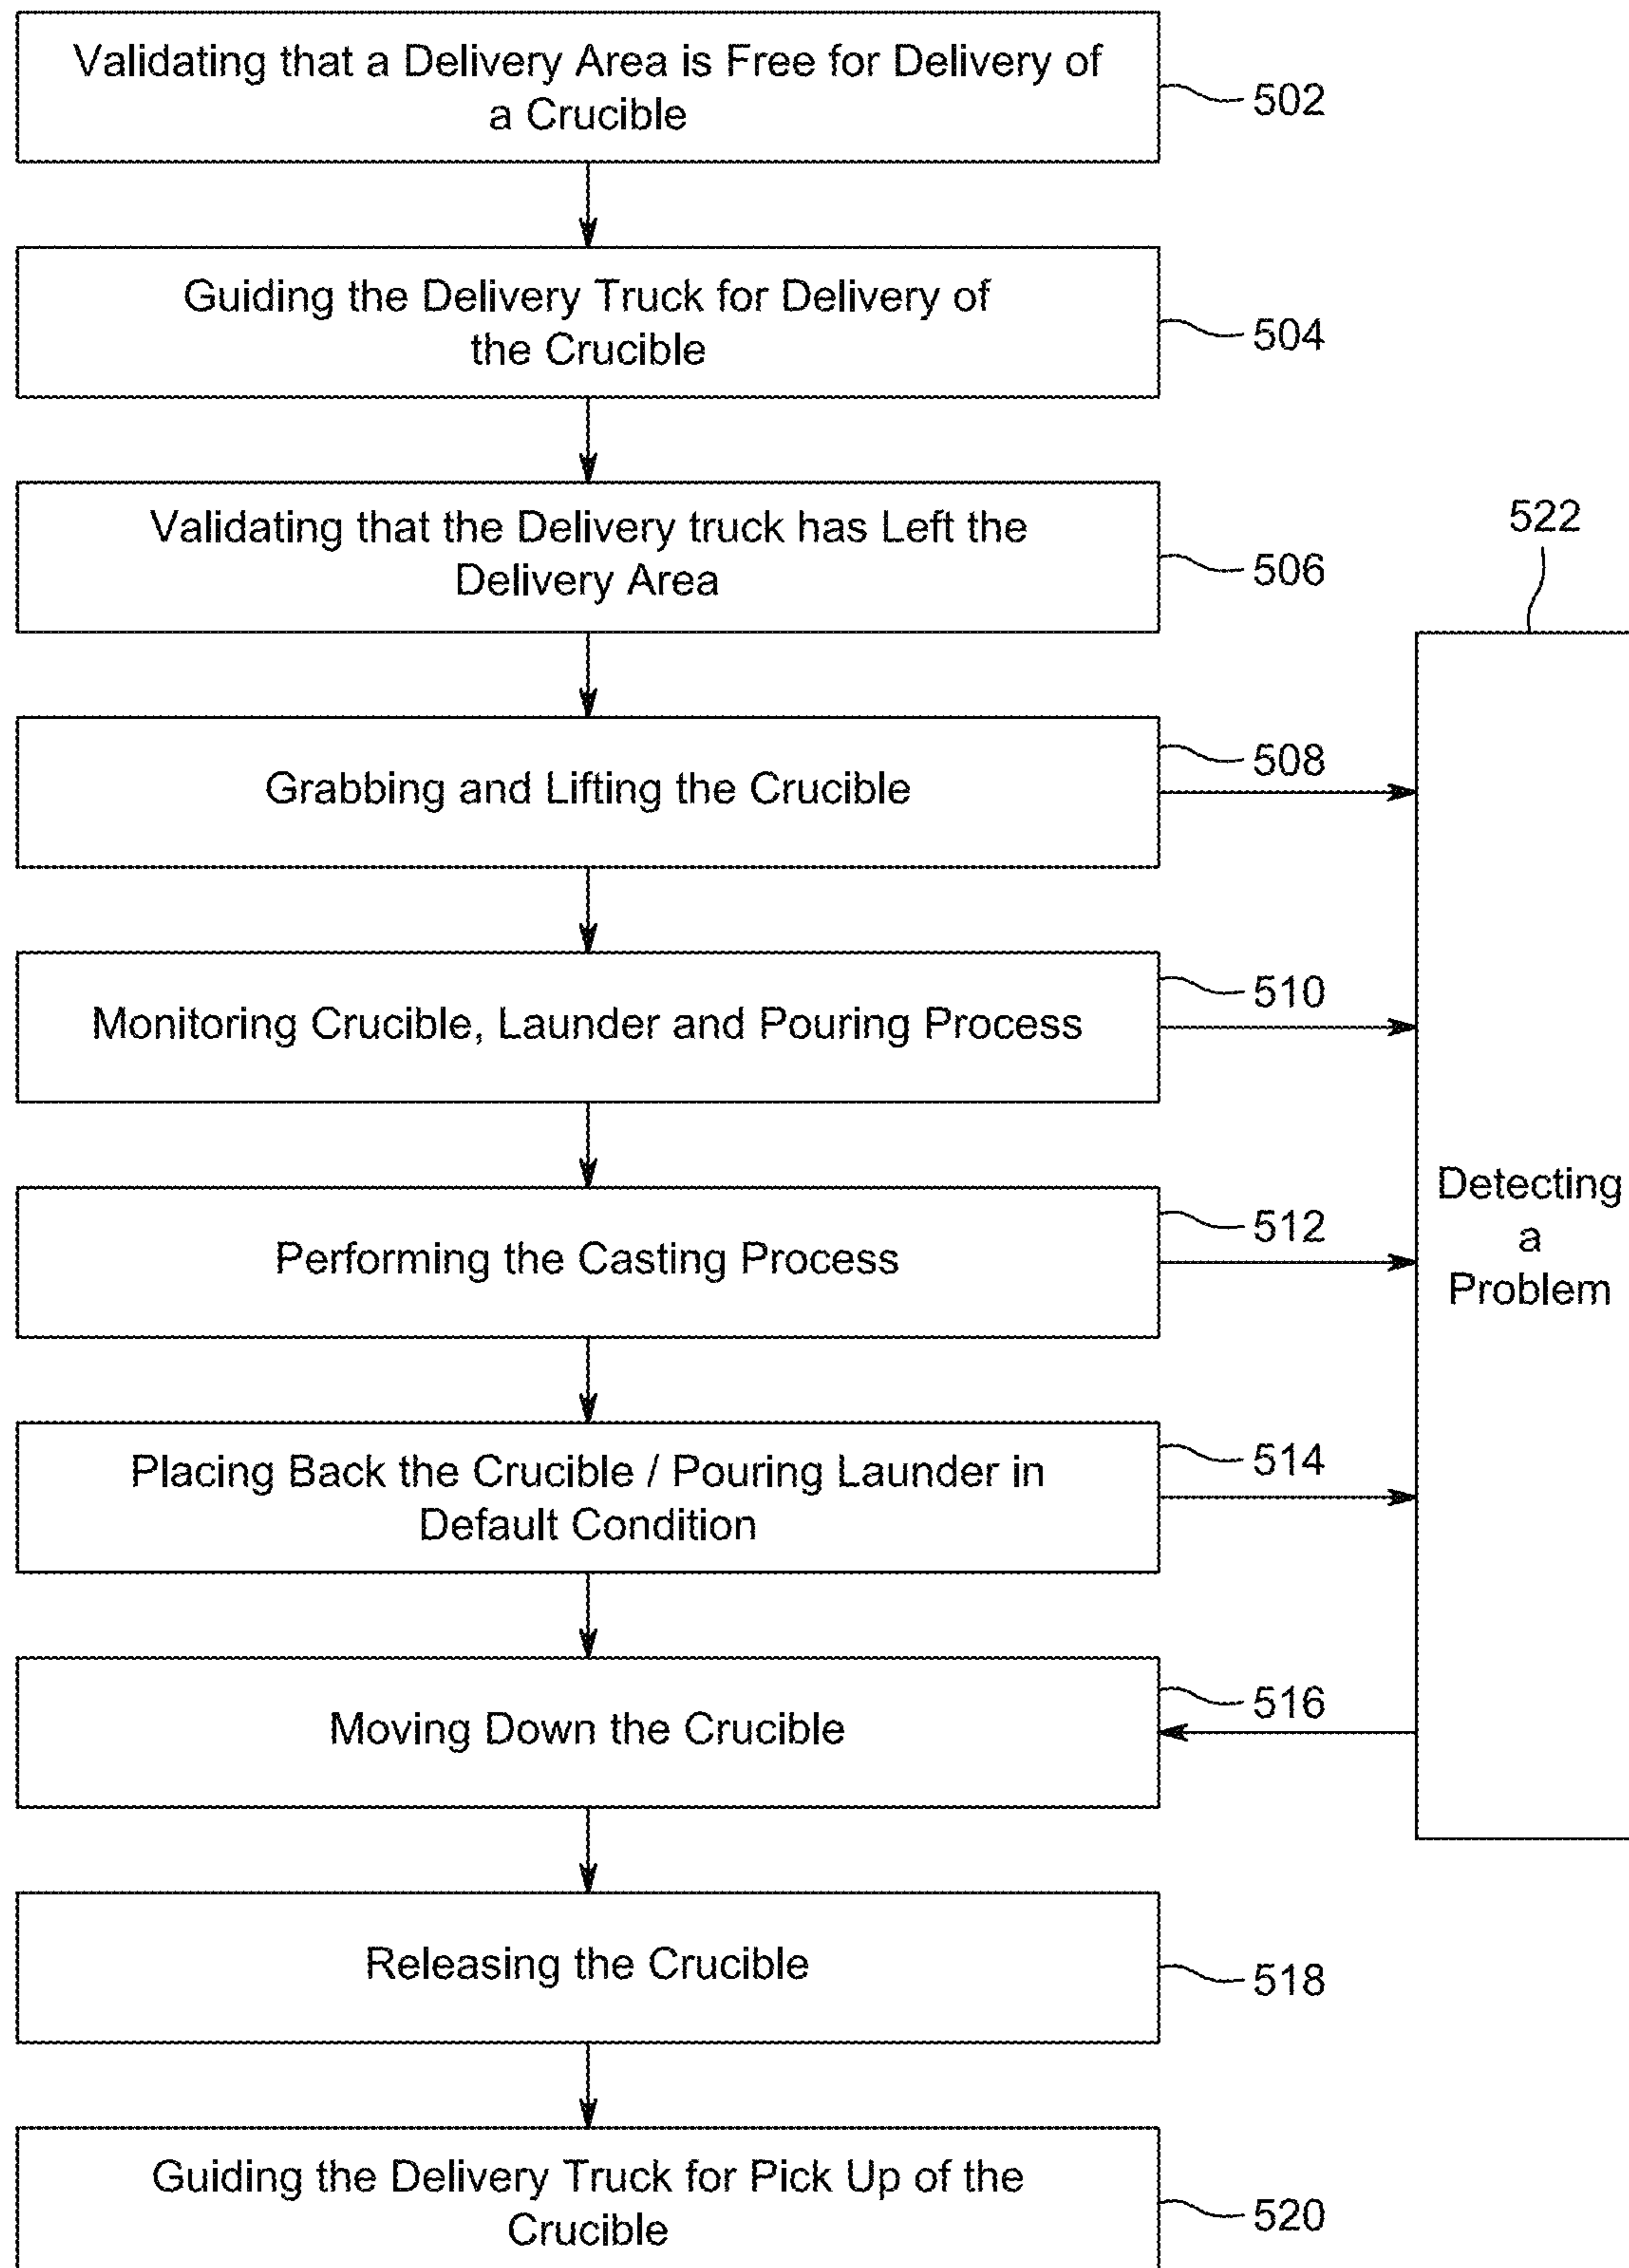 Validating that a Delivery Area is Free for Delivery of
a Crucible
502
Guiding the Delivery Truck for Delivery of
the Crucible
504
Validating that the Delivery truck has Left the
Delivery Area
506
522
Grabbing and Lifting the Crucible
508
Monitoring Crucible, Launder and Pouring Process
510
Detecting
a
Problem
Performing the Casting Process
512
Placing Back the Crucible / Pouring Launder in
Default Condition
514
Moving Down the Crucible
516
Releasing the Crucible
518
Guiding the Delivery Truck for Pick Up of the
Crucible
520